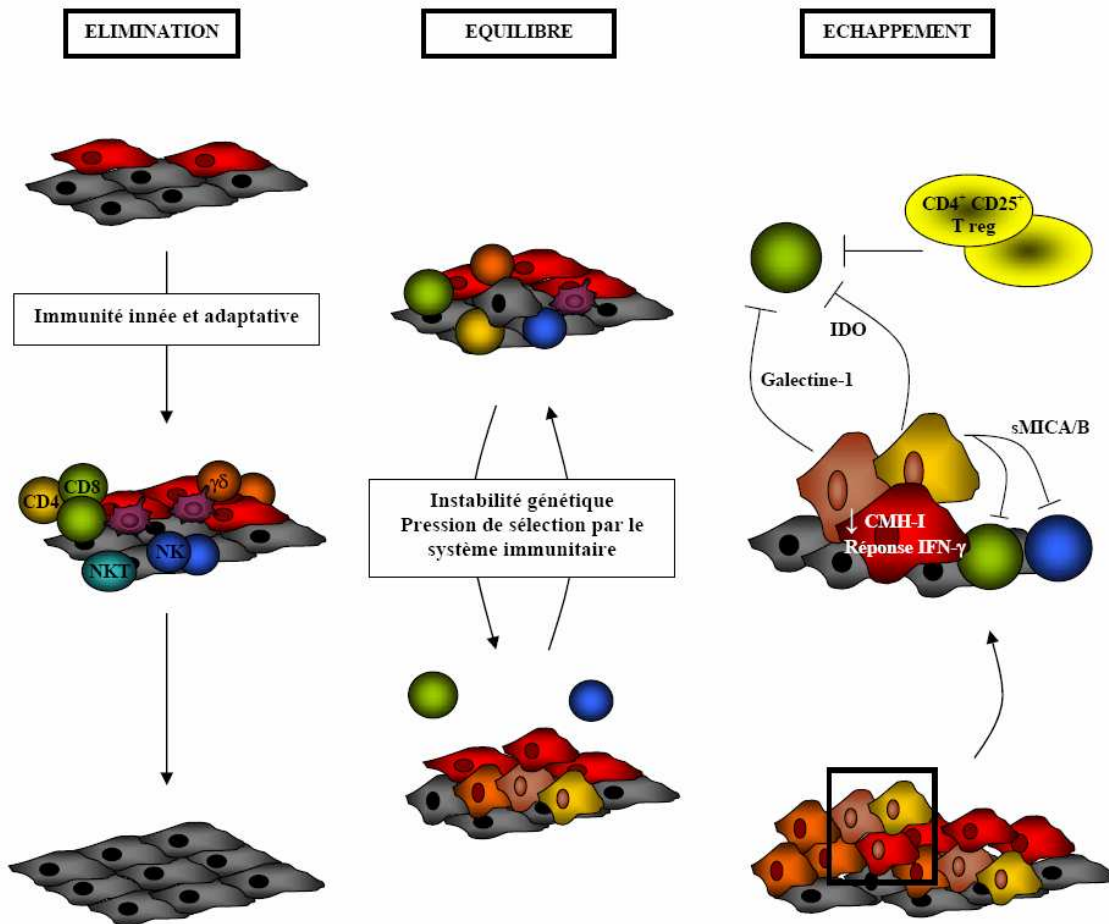 ELIMINATION
EQUILIBRE
ECHAPPEMENT
Immunité innée et adaptative
CD4
CD8
γδ
NK
NKT
Instabilité génétique
Pression de sélection par le
système immunitaire
CD4⁺ CD25⁺
T reg
IDO
Galectine-1
sMICA/B
↓ CMH-I
Réponse IFN-γ